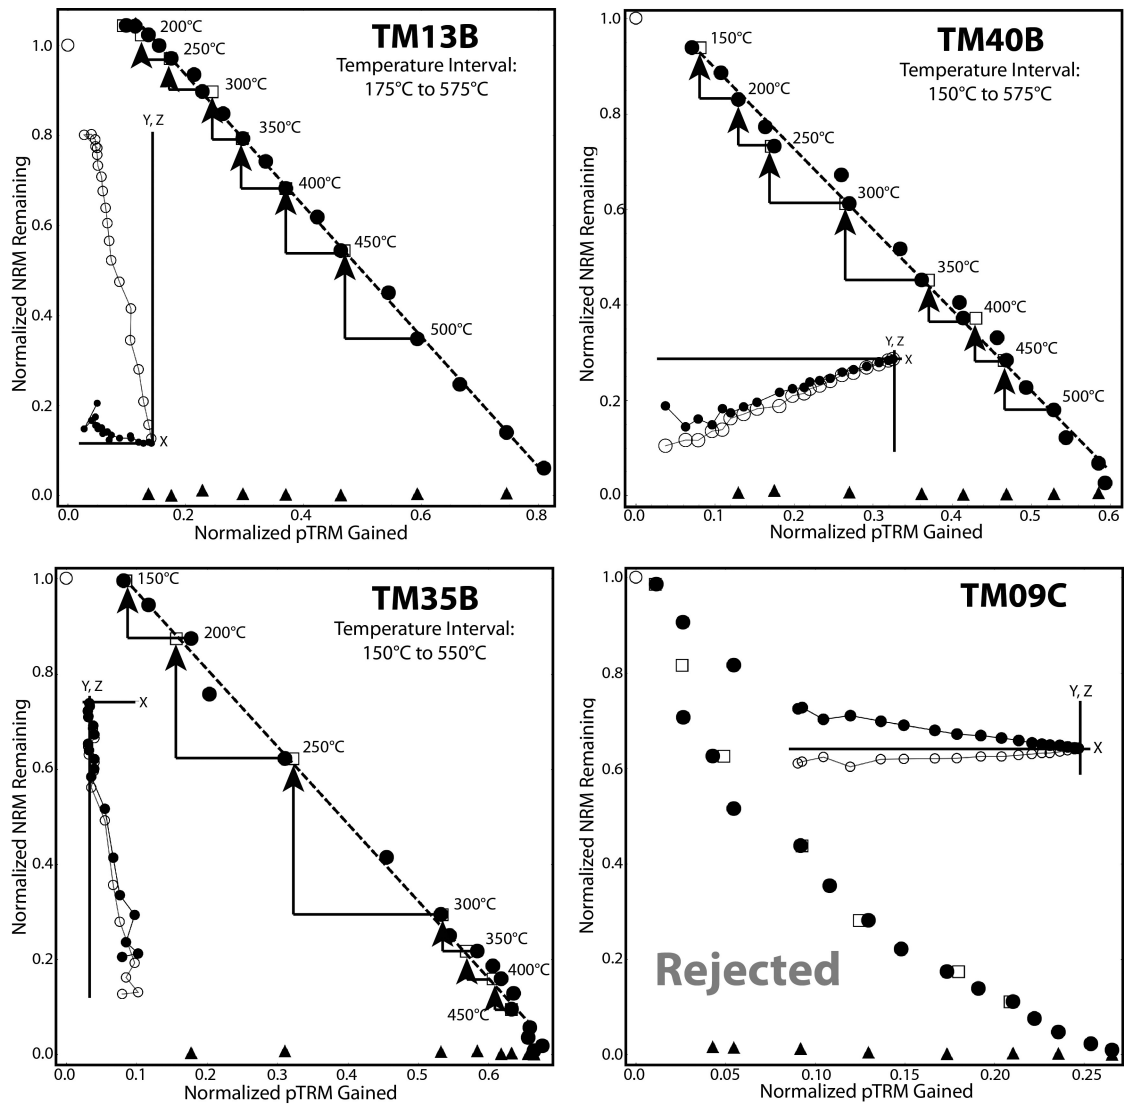 TM13B
Temperature Interval:
175°C to 575°C
200°C
250°C
300°C
350°C
400°C
450°C
500°C
Y, Z
X
1.0
0.8
0.6
0.4
0.2
0.0
0.0
0.2
0.4
0.6
0.8
Normalized NRM Remaining
Normalized pTRM Gained
TM40B
Temperature Interval:
150°C to 575°C
150°C
200°C
250°C
300°C
350°C
400°C
450°C
500°C
Y, Z
X
1.0
0.8
0.6
0.4
0.2
0.0
0.0
0.1
0.2
0.3
0.4
0.5
0.6
Normalized NRM Remaining
Normalized pTRM Gained
TM35B
Temperature Interval:
150°C to 550°C
150°C
200°C
250°C
300°C
350°C
400°C
450°C
Y, Z
X
1.0
0.8
0.6
0.4
0.2
0.0
0.0
0.1
0.2
0.3
0.4
0.5
0.6
Normalized NRM Remaining
Normalized pTRM Gained
TM09C
Y, Z
X
Rejected
1.0
0.8
0.6
0.4
0.2
0.0
0.0
0.05
0.10
0.15
0.20
0.25
Normalized NRM Remaining
Normalized pTRM Gained